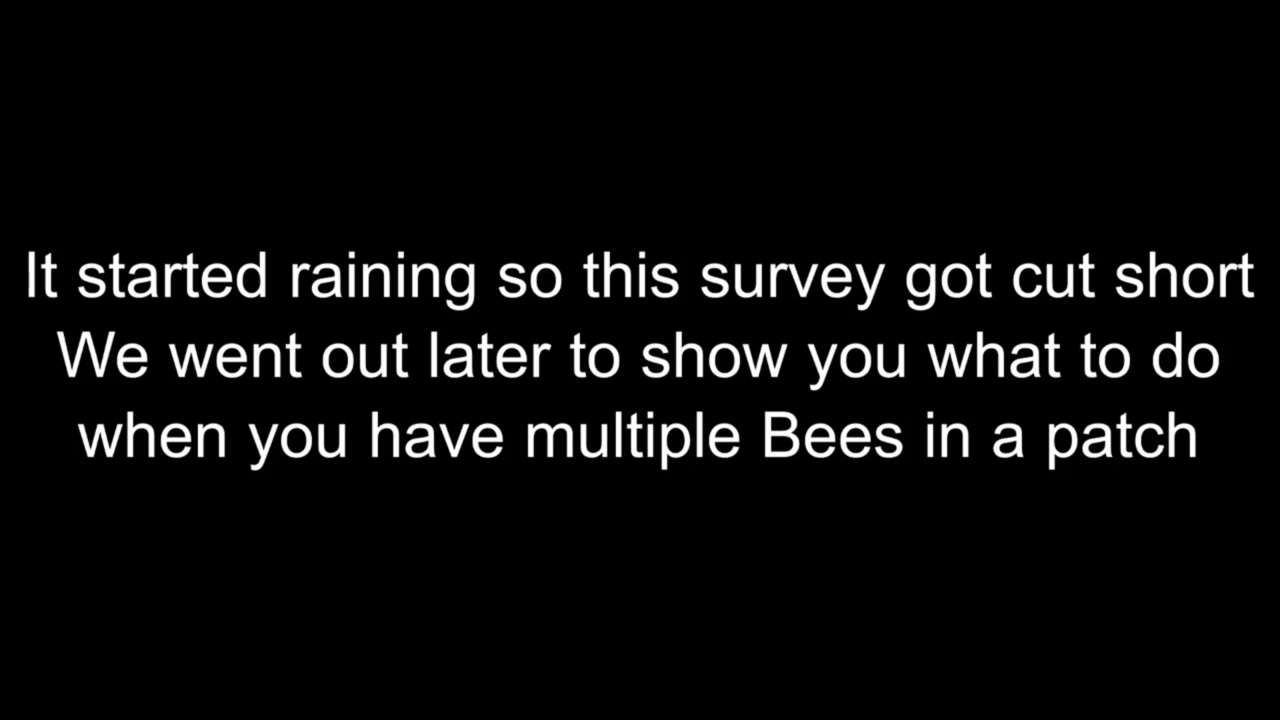 It started raining so this survey got cut short
We went out later to show you what to do
when you have multiple Bees in a patch